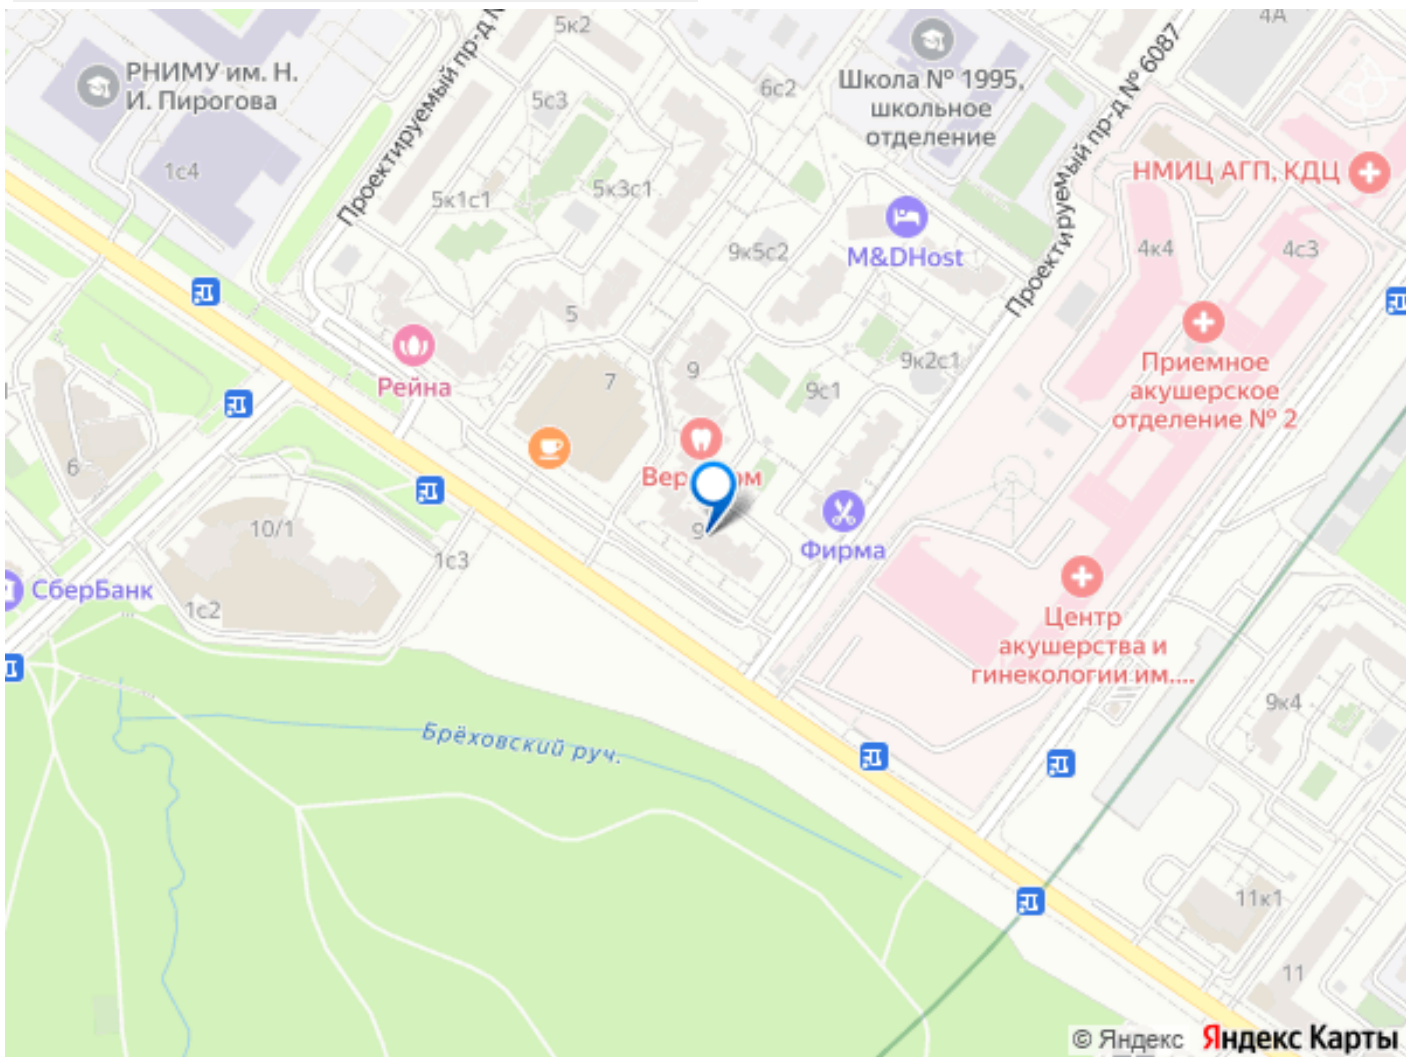 5к2
4А
РНИМУ им. Н.
И. Пирогова
Проектируемый пр-д №
Школа № 1995,
школьное
отделение
Проектируемый пр-д № 6087
6с2
5к3
1с4
5к1с1
5к3с1
НМИЦ АГП, КДЦ
M&DHost
9к5с2
4к4
4с3
5
Рейна
7
9
9с1
9к2с1
Приемное
акушерское
отделение № 2
6
10/1
9
Фирма
1с3
СберБанк
1с2
Центр
акушерства и
гинекологии им....
9к4
Брёховский руч.
11к1
11
© Яндекс Яндекс Карты